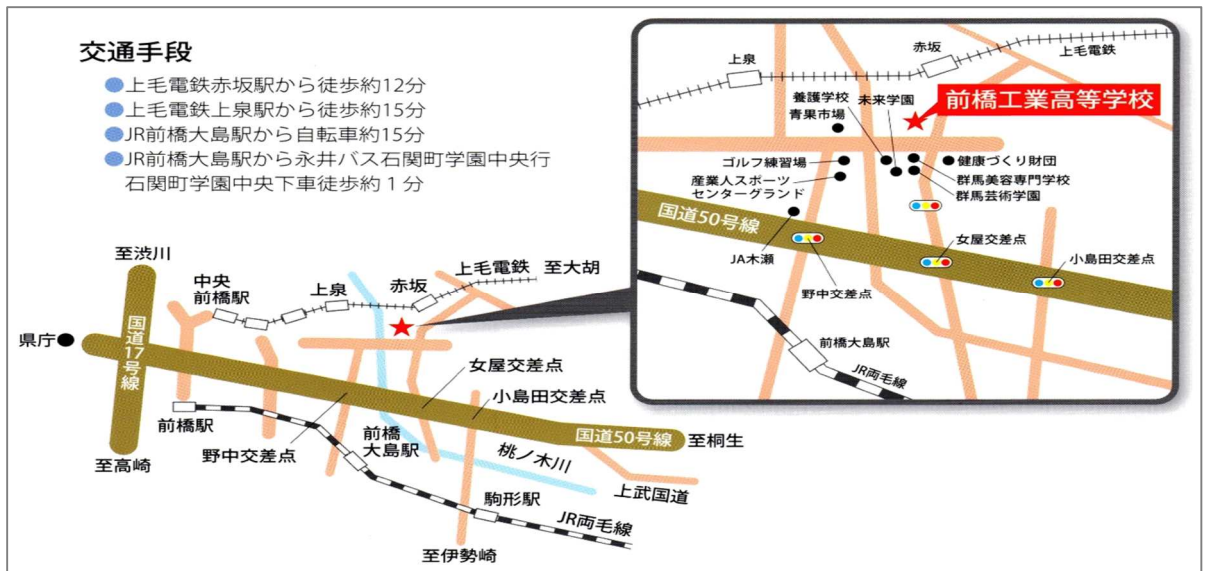 交通手段
上毛電鉄赤坂駅から徒歩約12分
上毛電鉄上泉駅から徒歩約15分
JR前橋大島駅から自転車約15分
JR前橋大島駅から永井バス石関町学園中央行
石関町学園中央下車徒歩約1分
至渋川
中央
前橋駅
上泉
赤坂
上毛電鉄
至大胡
県庁
国道17号線
女屋交差点
小島田交差点
前橋駅
野中交差点
前橋
大島駅
国道50号線
至桐生
至高崎
桃ノ木川
上武国道
駒形駅
JR両毛線
至伊勢崎
上泉
赤坂
上毛電鉄
前橋工業高等学校
養護学校
未来学園
青果市場
ゴルフ練習場
健康づくり財団
産業人スポーツ
センターグランド
群馬美容専門学校
群馬芸術学園
国道50号線
JA木瀬
女屋交差点
小島田交差点
野中交差点
前橋大島駅
JR両毛線